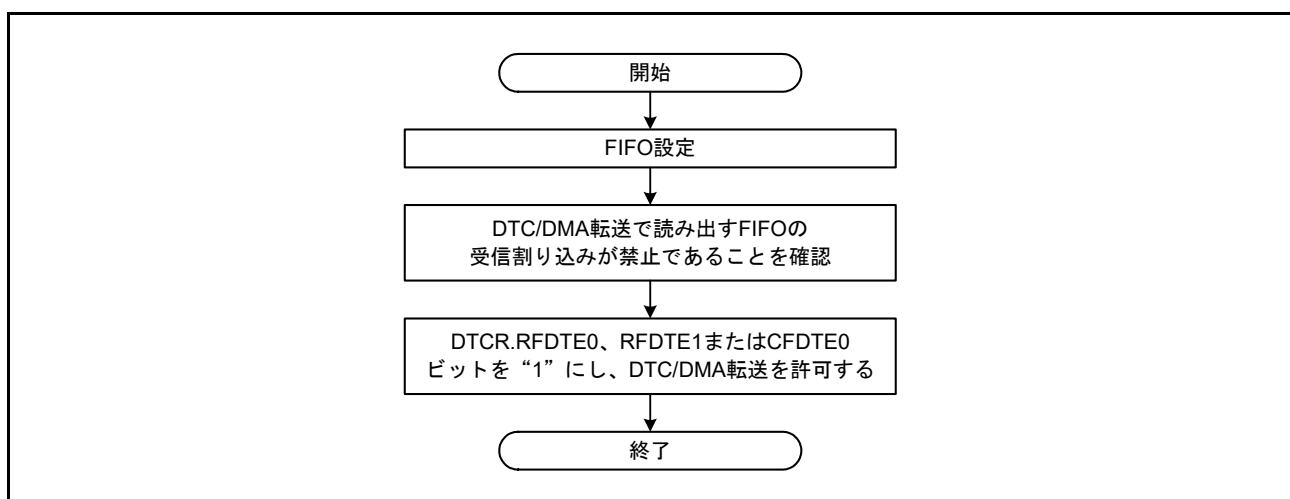 開始
FIFO設定
DTC/DMA転送で読み出すFIFOの
受信割り込みが禁止であることを確認
DTCR.RFDTE0、RFDTE1またはCFDTE0
ビットを“1”にし、DTC/DMA転送を許可する
終了